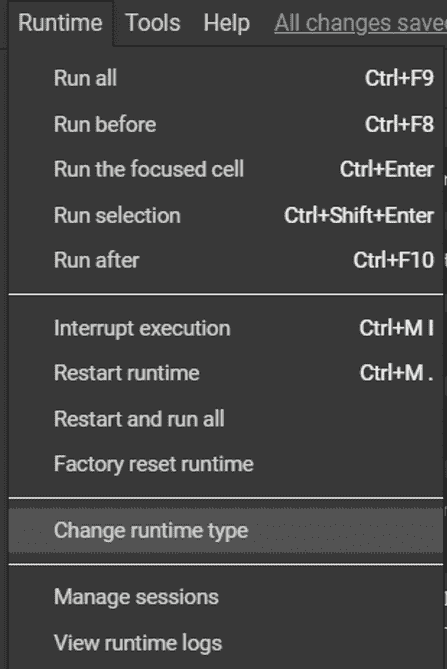 Runtime Tools Help All changes save
Run all Ctrl+F9
Run before Ctrl+F8
Run the focused cell Ctrl+Enter
Run selection Ctrl+Shift+Enter
Run after Ctrl+F10
Interrupt execution Ctrl+M I
Restart runtime Ctrl+M .
Restart and run all
Factory reset runtime
Change runtime type
Manage sessions
View runtime logs